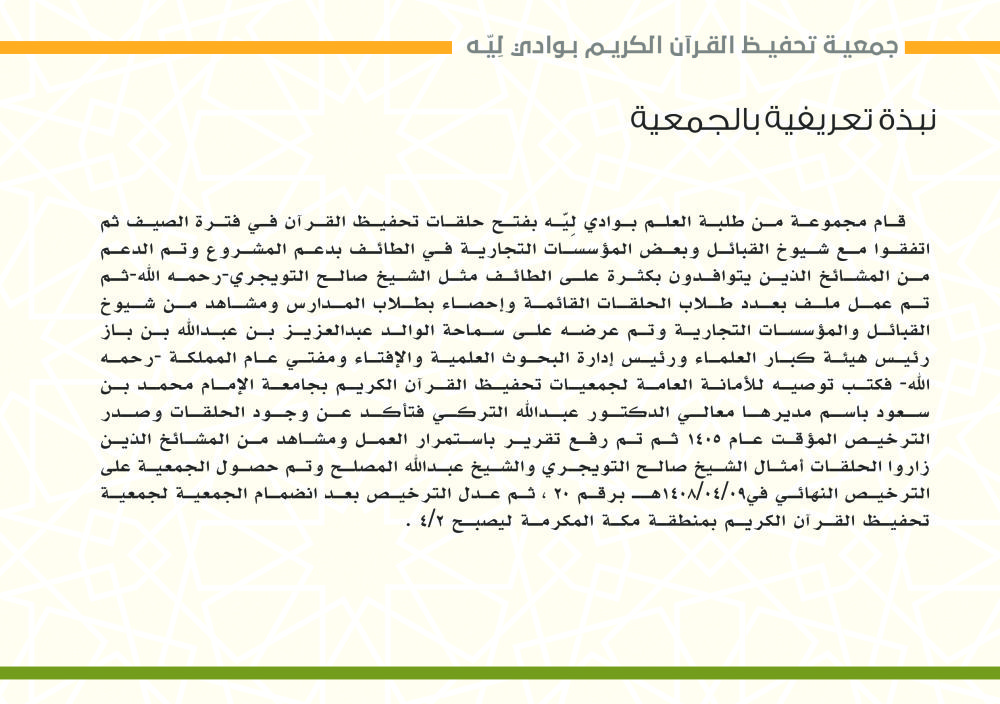 جمعية تحفيظ القرآن الكريم بوادي لِيّه
نبذة تعريفية بالجمعية
قام مجموعة من طلبة العلم بوادي لِيّه بفتح حلقات تحفيظ القرآن في فترة الصيف ثم
اتفقوا مع شيوخ القبائل وبعض المؤسسات التجارية في الطائف بدعم المشروع وتم الدعم
من المشائخ الذين يتوافدون بكثرة على الطائف مثل الشيخ صالح التويجري-رحمه الله-ثم
تم عمل ملف بعدد طلاب الحلقات القائمة وإحصاء بطلاب المدارس ومشاهد من شيوخ
القبائل والمؤسسات التجارية وتم عرضه على سماحة الوالد عبدالعزيز بن عبدالله بن باز
رئيس هيئة كبار العلماء ورئيس إدارة البحوث العلمية والإفتاء ومفتي عام المملكة -رحمه
الله- فكتب توصيه للأمانة العامة لجمعيات تحفيظ القرآن الكريم بجامعة الإمام محمد بن
سعود باسم مديرها معالي الدكتور عبدالله التركي فتأكد عن وجود الحلقات وصدر
الترخيص المؤقت عام ١٤٠٥ ثم تم رفع تقرير باستمرار العمل ومشاهد من المشائخ الذين
زاروا الحلقات أمثال الشيخ صالح التويجري والشيخ عبدالله المصلح وتم حصول الجمعية على
الترخيص النهائي في١٤٠٨/٠٤/٠٩هـ برقم ٢٠ ، ثم عدل الترخيص بعد انضمام الجمعية لجمعية
تحفيظ القرآن الكريم بمنطقة مكة المكرمة ليصبح ٤/٢ .